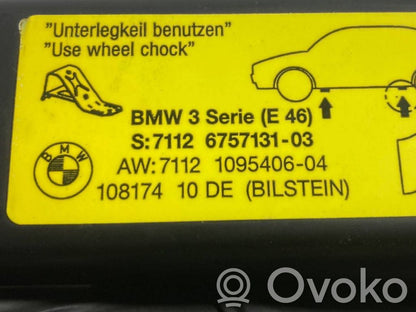 "Unterlegkeil benutzen"
"Use wheel chock"
BMW 3 Serie (E 46)
S:7112 6757131-03
AW:7112 1095406-04
108174 10 DE (BILSTEIN)
BMW
Ovoko